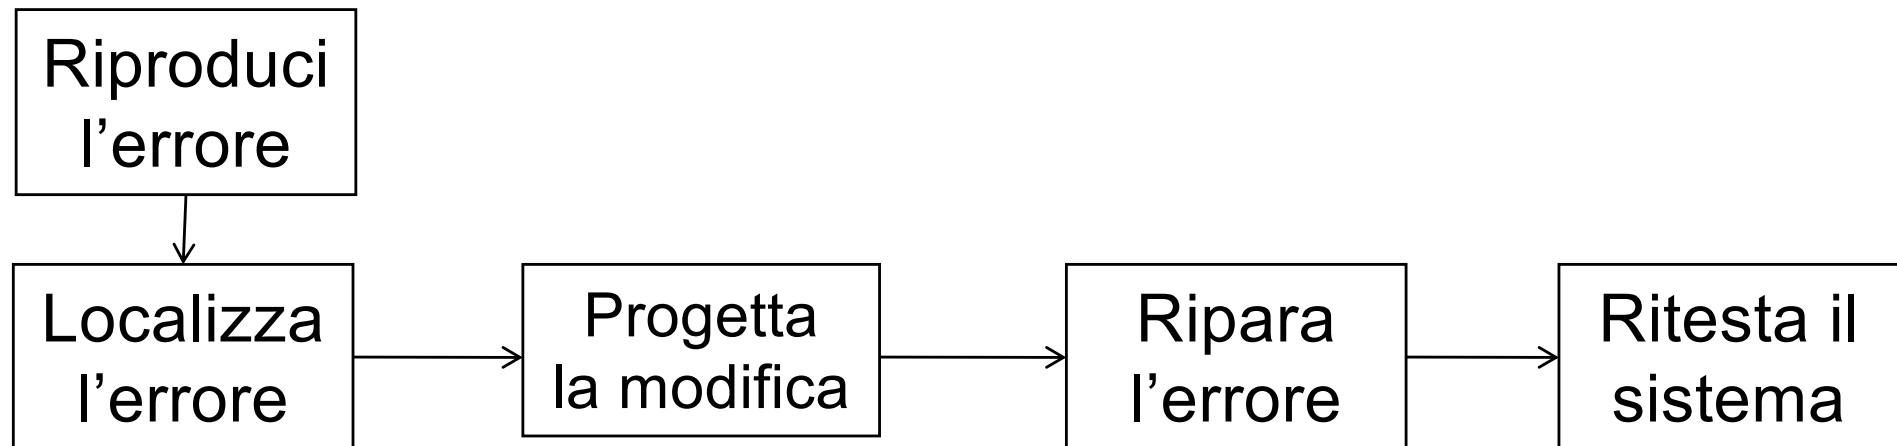 Riproduci
l’errore
Localizza
l’errore
Progetta
la modifica
Ripara
l’errore
Ritesta il
sistema